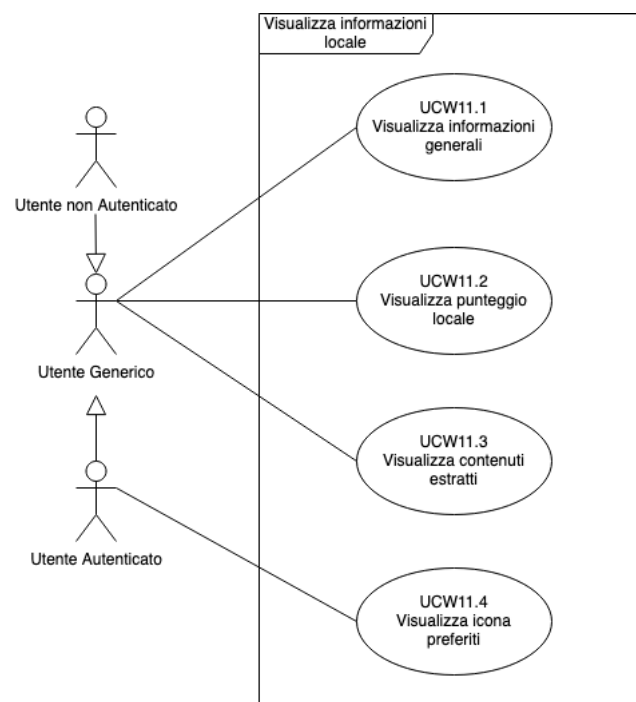 Visualizza informazioni
locale
UCW11.1
Visualizza informazioni
generali
Utente non Autenticato
UCW11.2
Visualizza punteggio
locale
Utente Generico
UCW11.3
Visualizza contenuti
estratti
Utente Autenticato
UCW11.4
Visualizza icona
preferiti